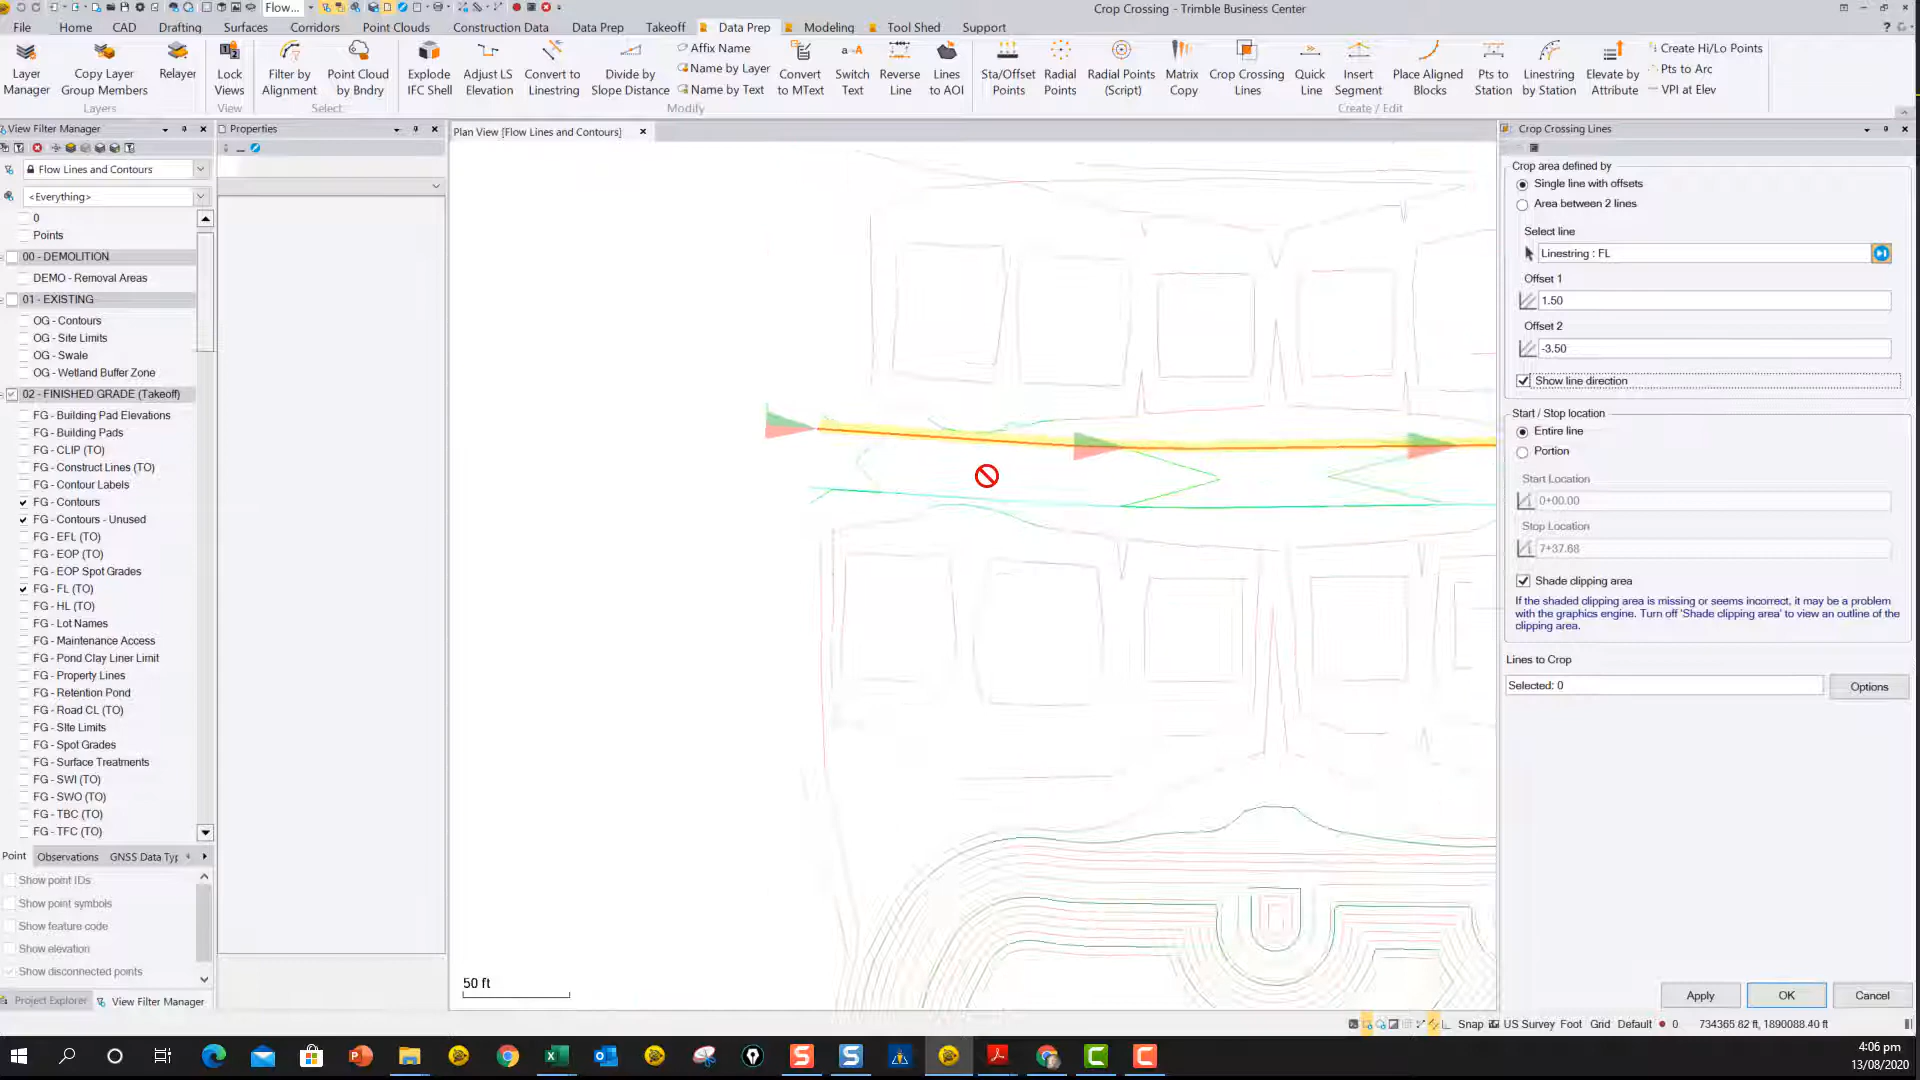 Flow...
Crop Crossing - Trimble Business Center
File Home CAD Drafting Surfaces Corridors Point Clouds Construction Data Data Prep Takeoff Data Prep Modeling Tool Shed Support
Layer Manager
Copy Layer Group Members
Relayer
Layers
Lock Views
View
Filter by Alignment
Point Cloud by Bndry
Select
Explode IFC Shell
Adjust LS Elevation
Convert to Linestring
Divide by Slope Distance
Affix Name
Name by Layer
Name by Text
Convert to MText
Switch Text
Reverse Line
Lines to AOI
Modify
Sta/Offset Points
Radial Points
Radial Points (Script)
Matrix Copy
Crop Crossing Lines
Quick Line
Insert Segment
Place Aligned Blocks
Pts to Station
Linestring by Station
Elevate by Attribute
Create Hi/Lo Points
Pts to Arc
VPI at Elev
Create / Edit
View Filter Manager
Flow Lines and Contours
<Everything>
0
Points
00 - DEMOLITION
DEMO - Removal Areas
01 - EXISTING
OG - Contours
OG - Site Limits
OG - Swale
OG - Wetland Buffer Zone
02 - FINISHED GRADE (Takeoff)
FG - Building Pad Elevations
FG - Building Pads
FG - CLIP (TO)
FG - Construct Lines (TO)
FG - Contour Labels
FG - Contours
FG - Contours - Unused
FG - EFL (TO)
FG - EOP (TO)
FG - EOP Spot Grades
FG - FL (TO)
FG - HL (TO)
FG - Lot Names
FG - Maintenance Access
FG - Pond Clay Liner Limit
FG - Property Lines
FG - Retention Pond
FG - Road CL (TO)
FG - SIte Limits
FG - Spot Grades
FG - Surface Treatments
FG - SWI (TO)
FG - SWO (TO)
FG - TBC (TO)
FG - TFC (TO)
Point Observations GNSS Data Typ
Show point IDs
Show point symbols
Show feature code
Show elevation
Show disconnected points
Project Explorer View Filter Manager
Properties
Plan View [Flow Lines and Contours]
50 ft
Crop Crossing Lines
Crop area defined by
Single line with offsets
Area between 2 lines
Select line
Linestring : FL
Offset 1
1.50
Offset 2
-3.50
Show line direction
Start / Stop location
Entire line
Portion
Start Location
0+00.00
Stop Location
7+37.68
Shade clipping area
If the shaded clipping area is missing or seems incorrect, it may be a problem
with the graphics engine. Turn off 'Shade clipping area' to view an outline of the
clipping area.
Lines to Crop
Selected: 0
Options
Apply OK Cancel
Snap US Survey Foot Grid Default 0 734365.82 ft, 1890088.40 ft
4:06 pm
13/08/2020